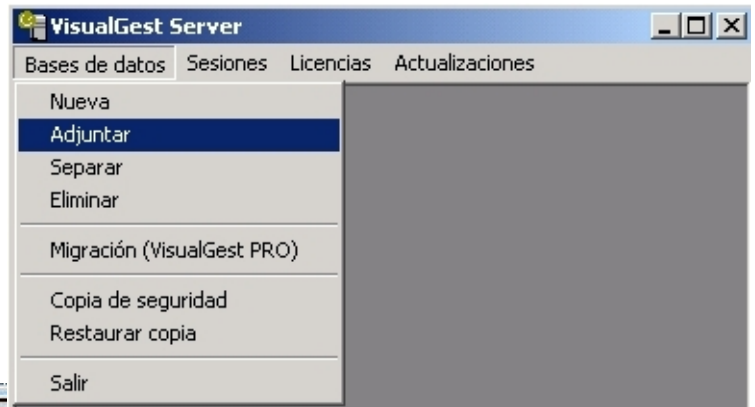 VisualGest Server
Bases de datos Sesiones Licencias Actualizaciones
Nueva
Adjuntar
Separar
Eliminar
Migración (VisualGest PRO)
Copia de seguridad
Restaurar copia
Salir